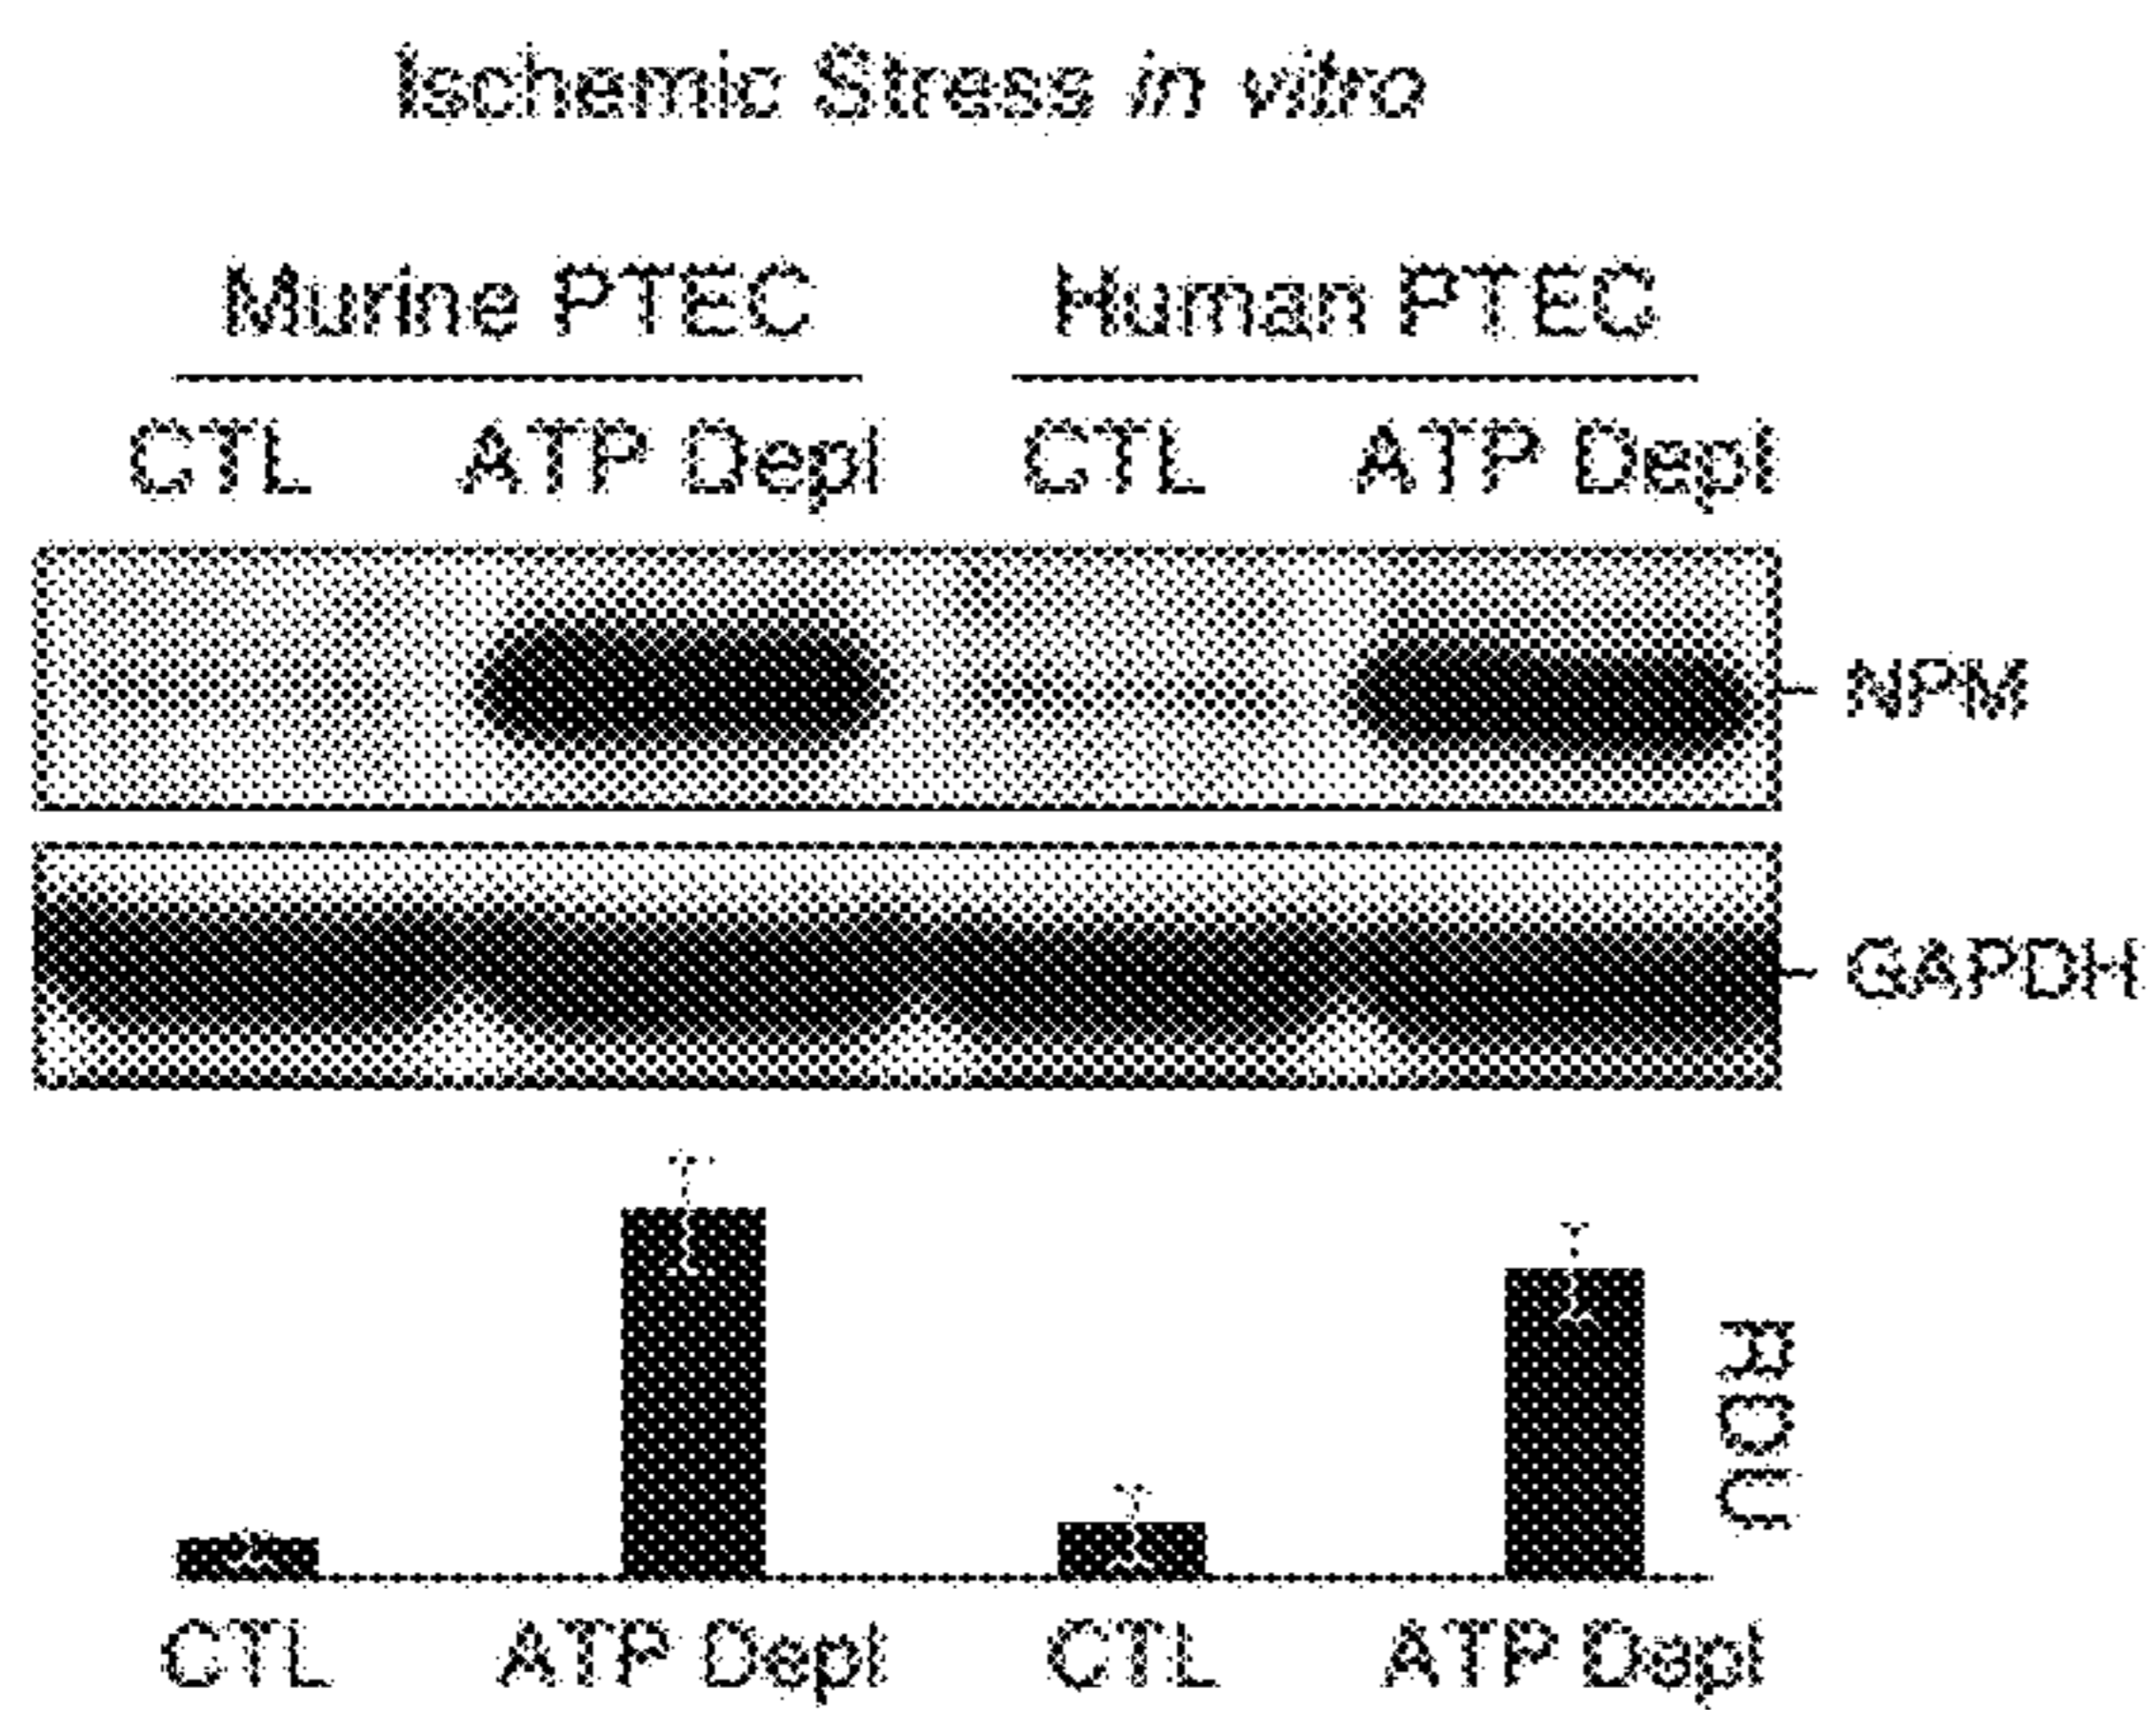 Ischemic Stress in vitro
Murine PTEC Human PTEC
CTL ATP Depl CTL ATP Depl
NPM
GAPDH
ROU
CTL ATP Depl CTL ATP Depl